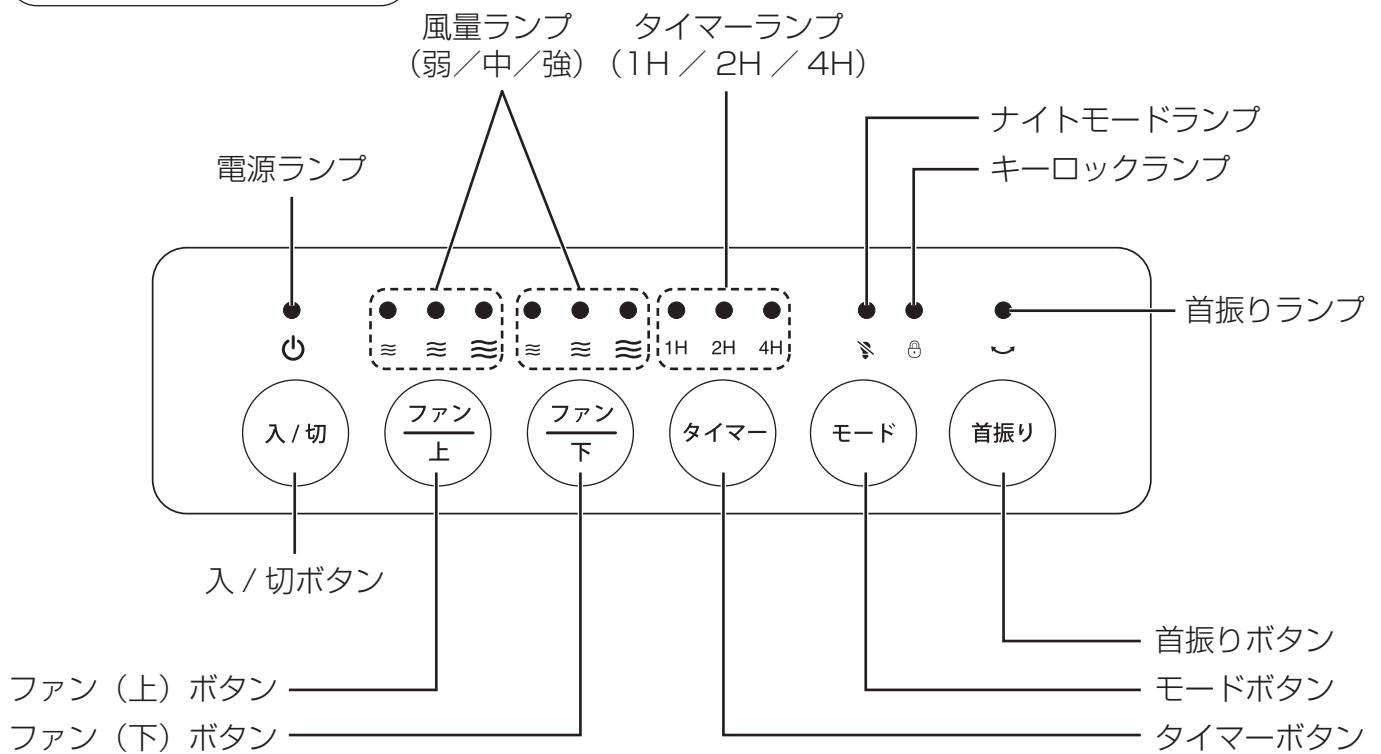 風量ランプ
（弱／中／強）
タイマーランプ
（1H ／ 2H ／ 4H）
ナイトモードランプ
キーロックランプ
電源ランプ
首振りランプ
1H 2H 4H
入 / 切
ファン
上
ファン
下
タイマー
モード
首振り
入 / 切ボタン
首振りボタン
ファン（上）ボタン
モードボタン
ファン（下）ボタン
タイマーボタン